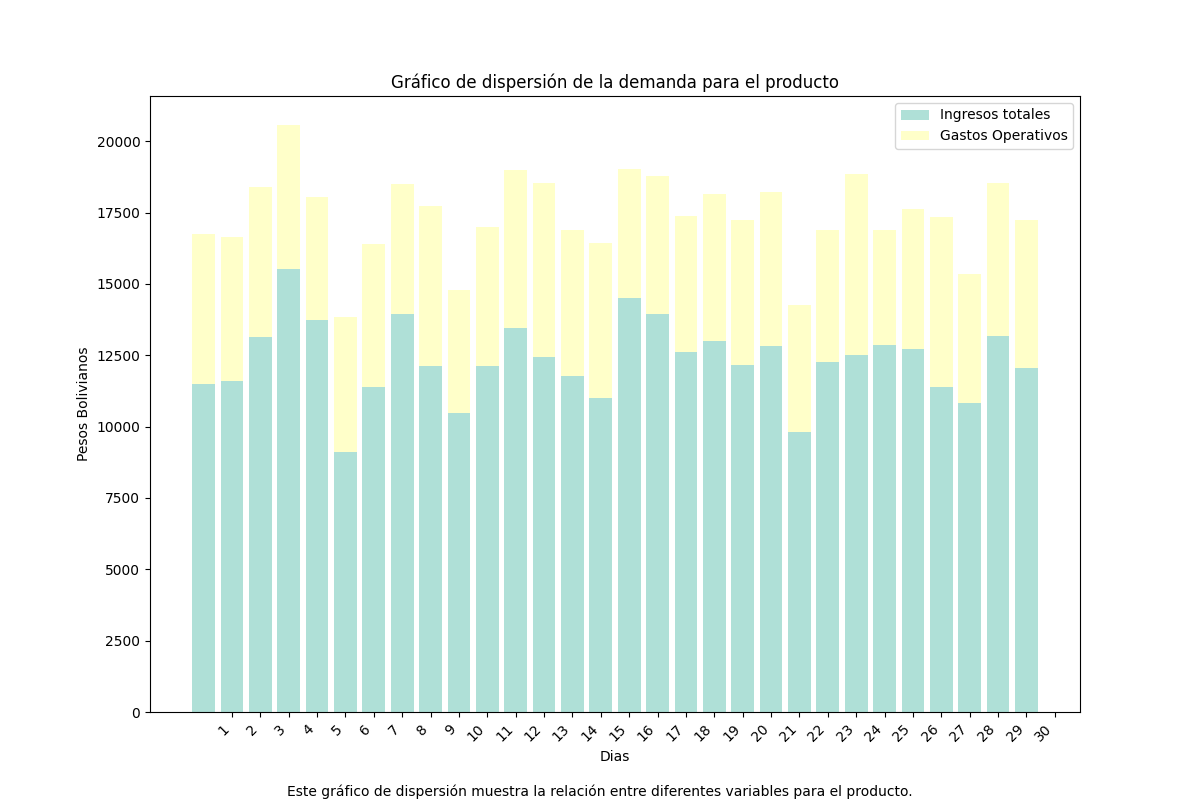 Gráfico de dispersión de la demanda para el producto
Ingresos totales
Gastos Operativos
20000
17500
15000
12500
10000
7500
5000
2500
0
Pesos Bolivianos
1 2 3 4 5 6 7 8 9 10 11 12 13 14 15 16 17 18 19 20 21 22 23 24 25 26 27 28 29 30
Dias
Este gráfico de dispersión muestra la relación entre diferentes variables para el producto.